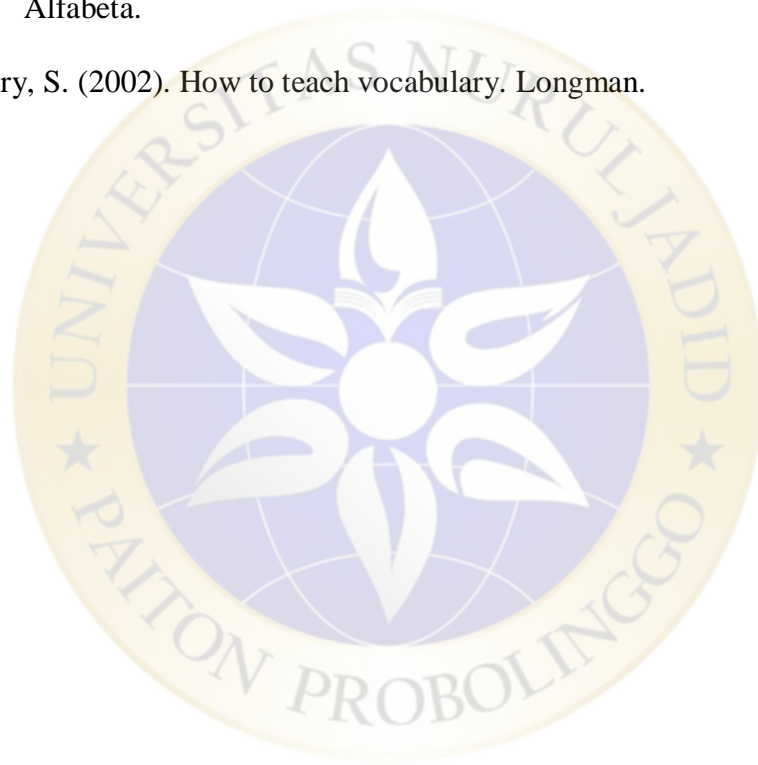 Alfabeta.
ry, S. (2002). How to teach vocabulary. Longman.
UNIVERSITAS NURUL JADID
★ PAITON PROBOLINGGO ★